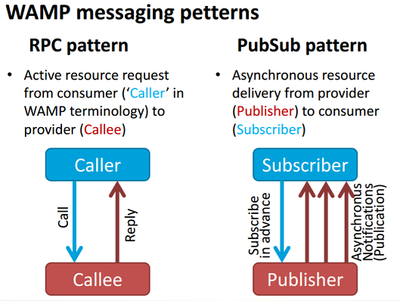 WAMP messaging petterns
RPC pattern
• Active resource request
from consumer (‘Caller’ in
WAMP terminology) to
provider (Callee)
Caller
Call
Reply
Callee
PubSub pattern
• Asynchronous resource
delivery from provider
(Publisher) to consumer
(Subscriber)
Subscriber
Subscribe
in advance
Asynchronus
Notifications
(Publication)
Publisher